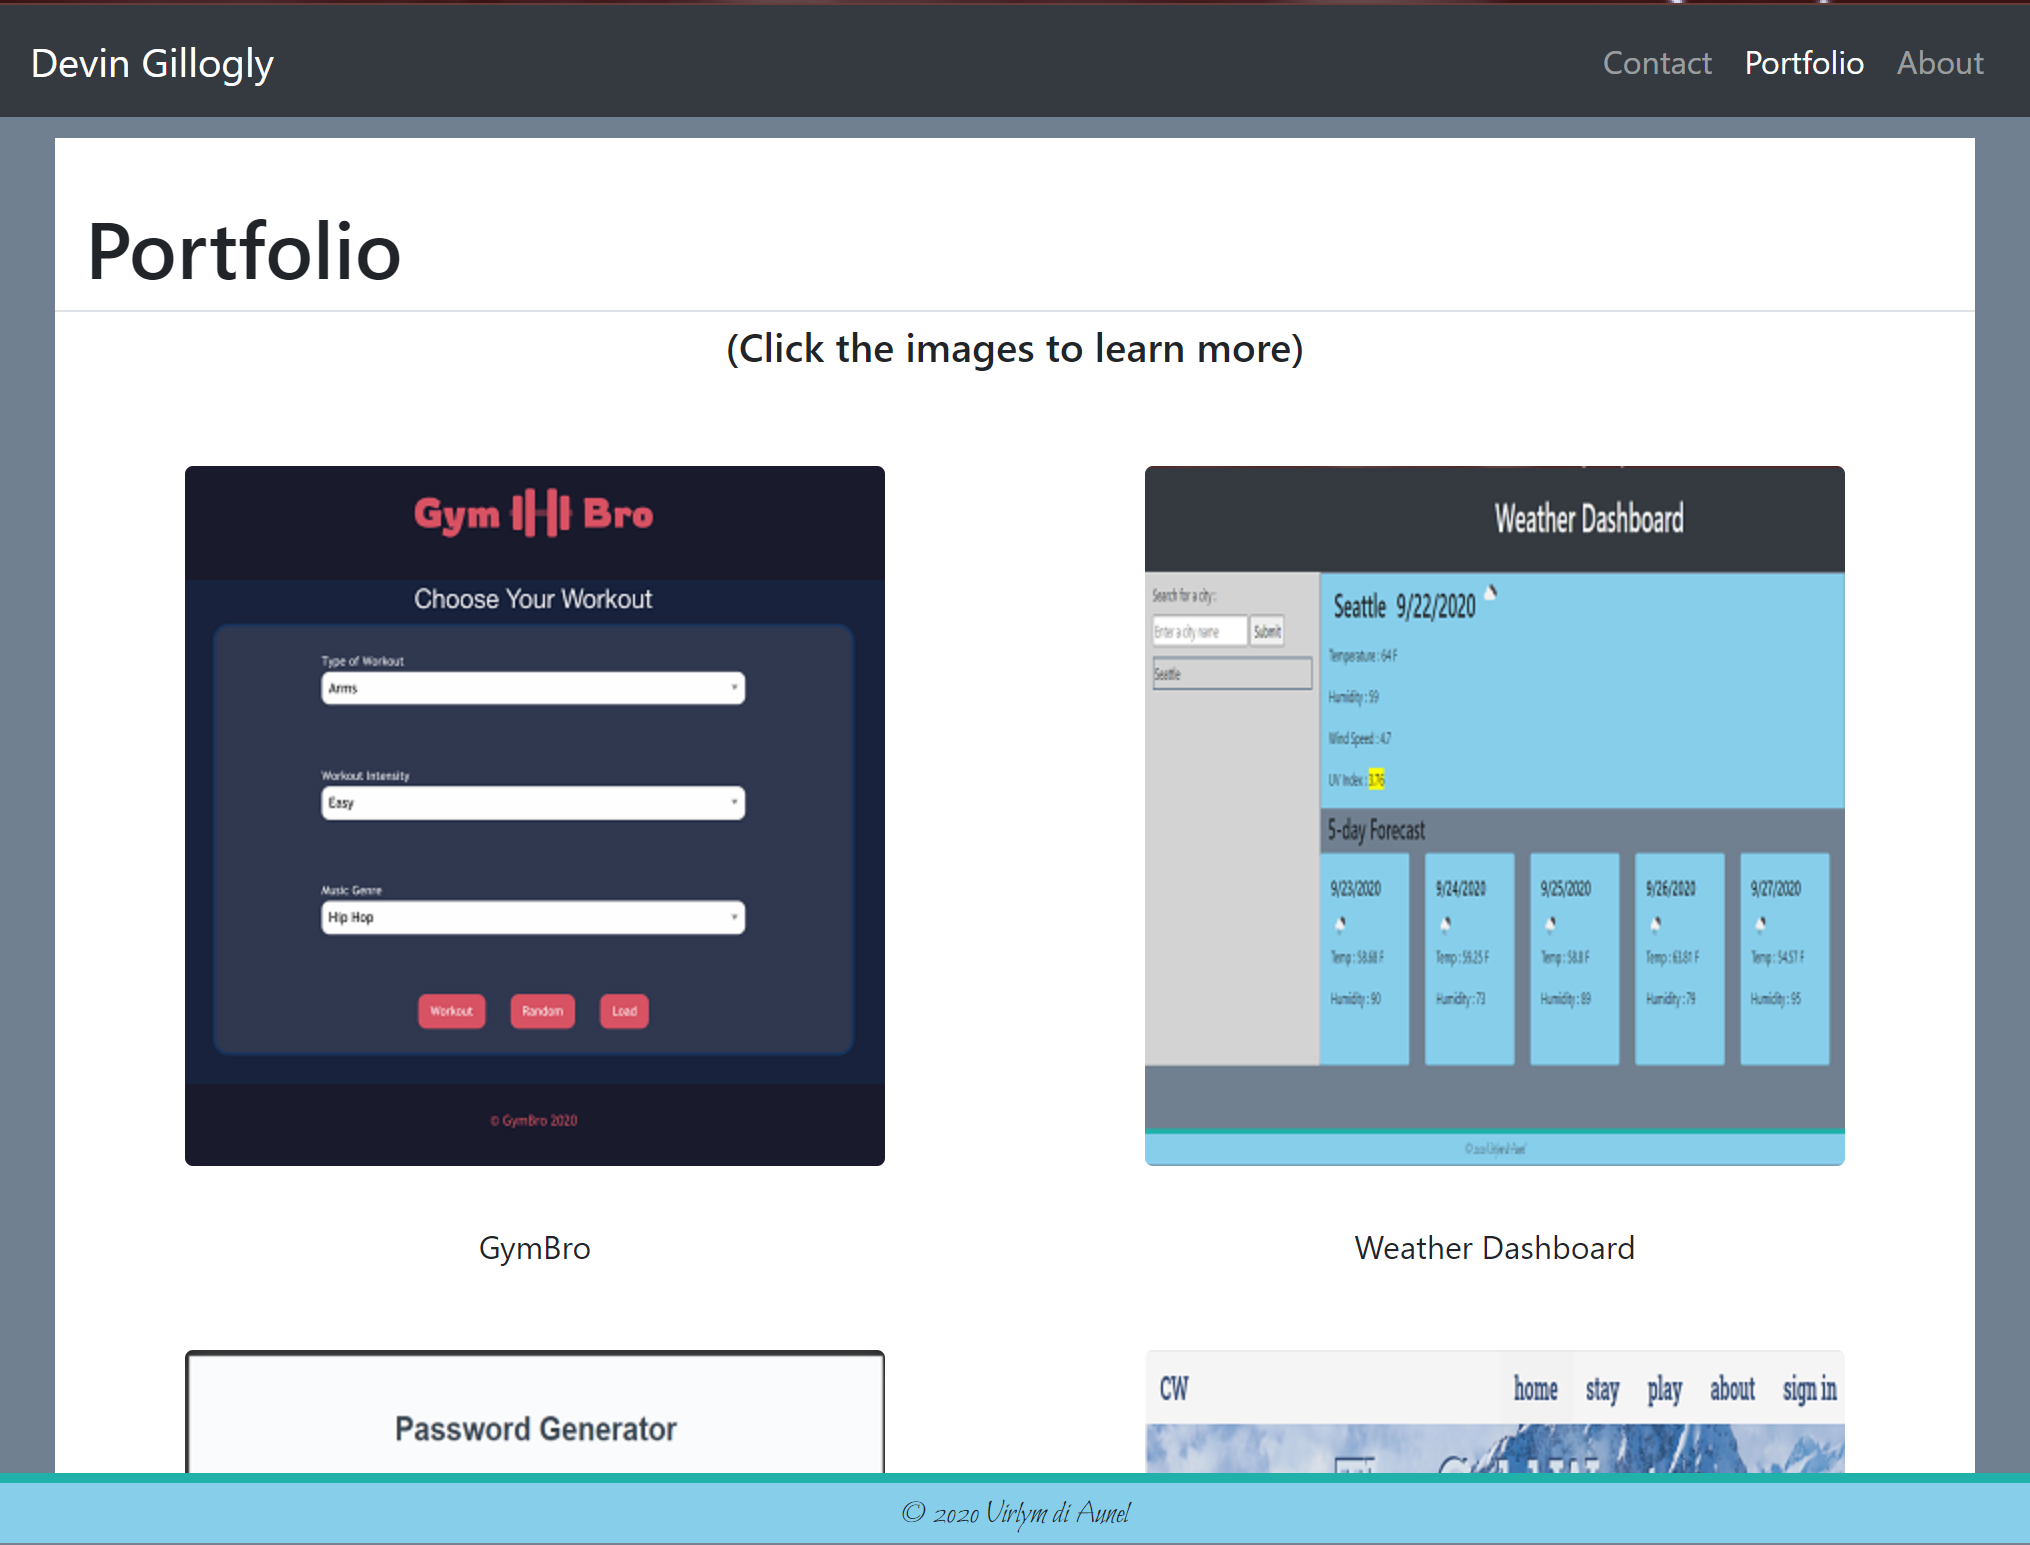 Devin Gillogly
Contact Portfolio About
Portfolio
(Click the images to learn more)
Gym Bro
Choose Your Workout
Type of Workout
Arms
Workout Intensity
Easy
Music Genre
Hip Hop
Workout Random Load
© GymBro 2020
GymBro
Weather Dashboard
Search for a city :
Enter a city name Submit
Seattle
Seattle 9/22/2020
Temperature : 64 F
Humidity : 59
Wind Speed : 4.7
UV Index : 3.76
5-day Forecast
9/23/2020 9/24/2020 9/25/2020 9/26/2020 9/27/2020
Temp : 58.68 F Temp : 59.25 F Temp : 58.8 F Temp : 63.81 F Temp : 54.57 F
Humidity : 90 Humidity : 73 Humidity : 89 Humidity : 79 Humidity : 95
© 2020 Virlym di Aunel
Weather Dashboard
Password Generator
CW home stay play about sign in
© 2020 Virlym di Aunel